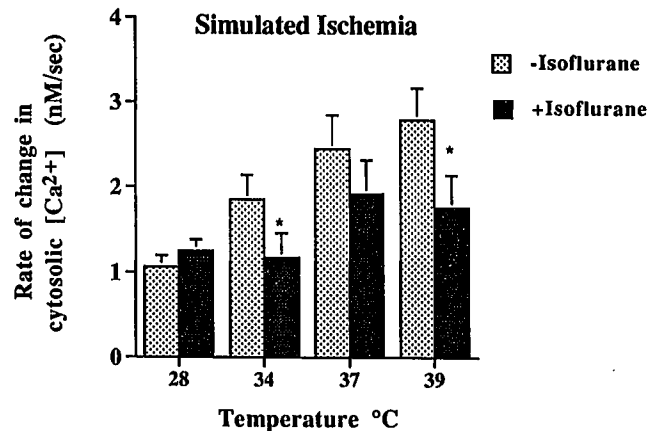 Simulated Ischemia
-Isoflurane
+Isoflurane
Rate of change in
cytosolic [Ca2+] (nM/sec)
4
3
2
1
0
*
*
28
34
37
39
Temperature °C